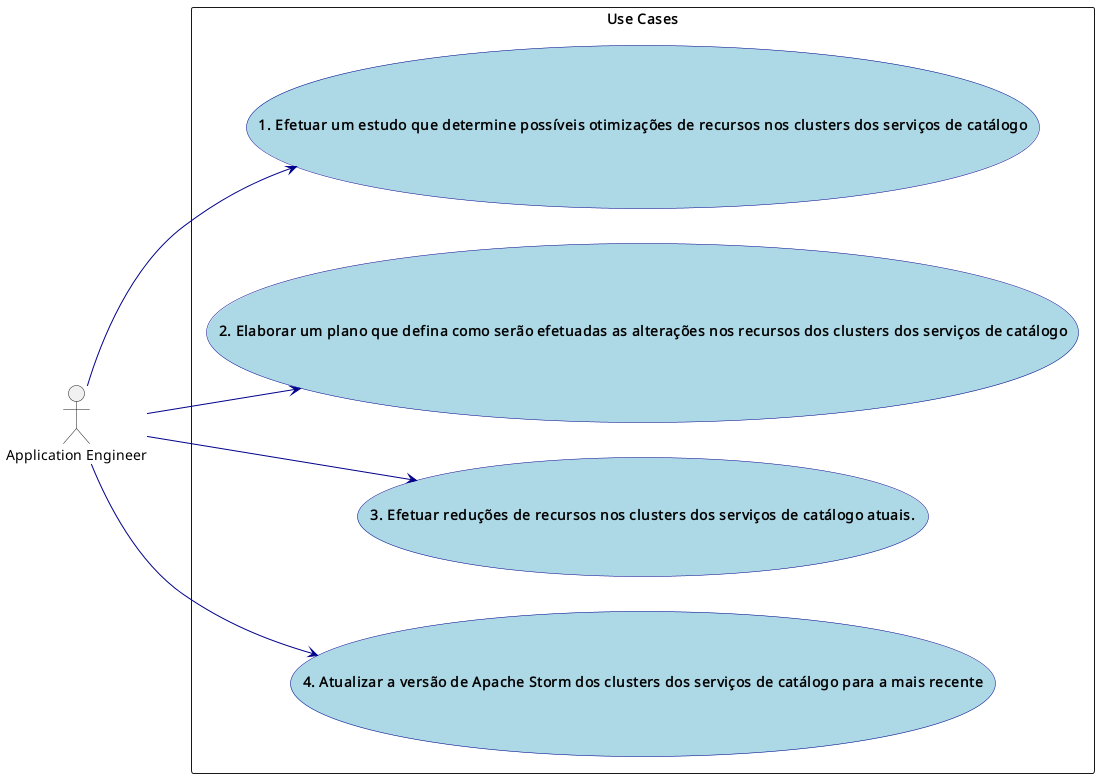 Use Cases
1. Efetuar um estudo que determine possíveis otimizações de recursos nos clusters dos serviços de catálogo
2. Elaborar um plano que defina como serão efetuadas as alterações nos recursos dos clusters dos serviços de catálogo
Application Engineer
3. Efetuar reduções de recursos nos clusters dos serviços de catálogo atuais.
4. Atualizar a versão de Apache Storm dos clusters dos serviços de catálogo para a mais recente